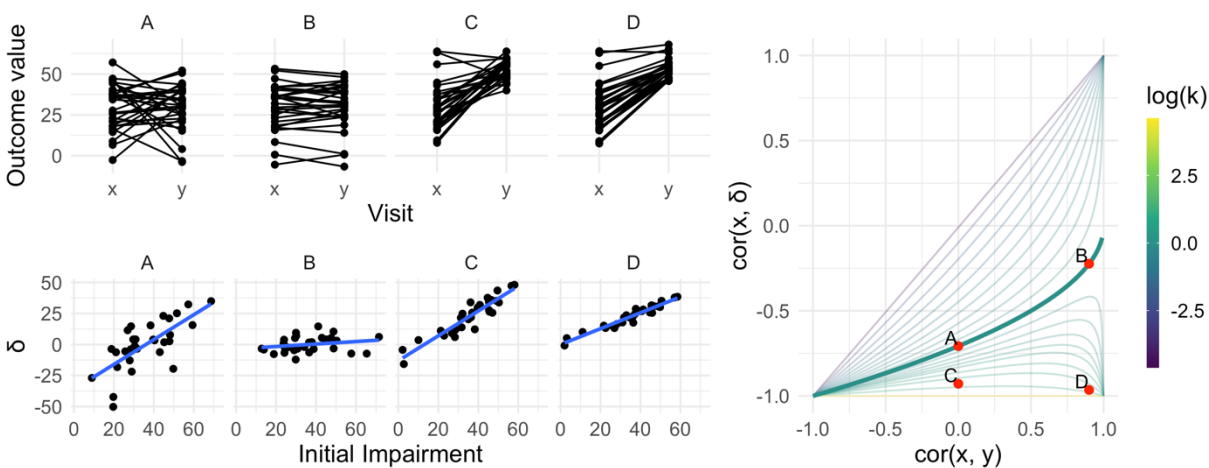 A B C D
Outcome value
50
25
0
x y x y x y x y
Visit
A B C D
δ
50
25
0
-25
-50
0 20 40 60 0 20 40 60 0 20 40 60 0 20 40 60
Initial Impairment
cor(x, δ)
1.0
0.5
0.0
-0.5
-1.0
A
B
C
D
-1.0 -0.5 0.0 0.5 1.0
cor(x, y)
log(k)
2.5
0.0
-2.5